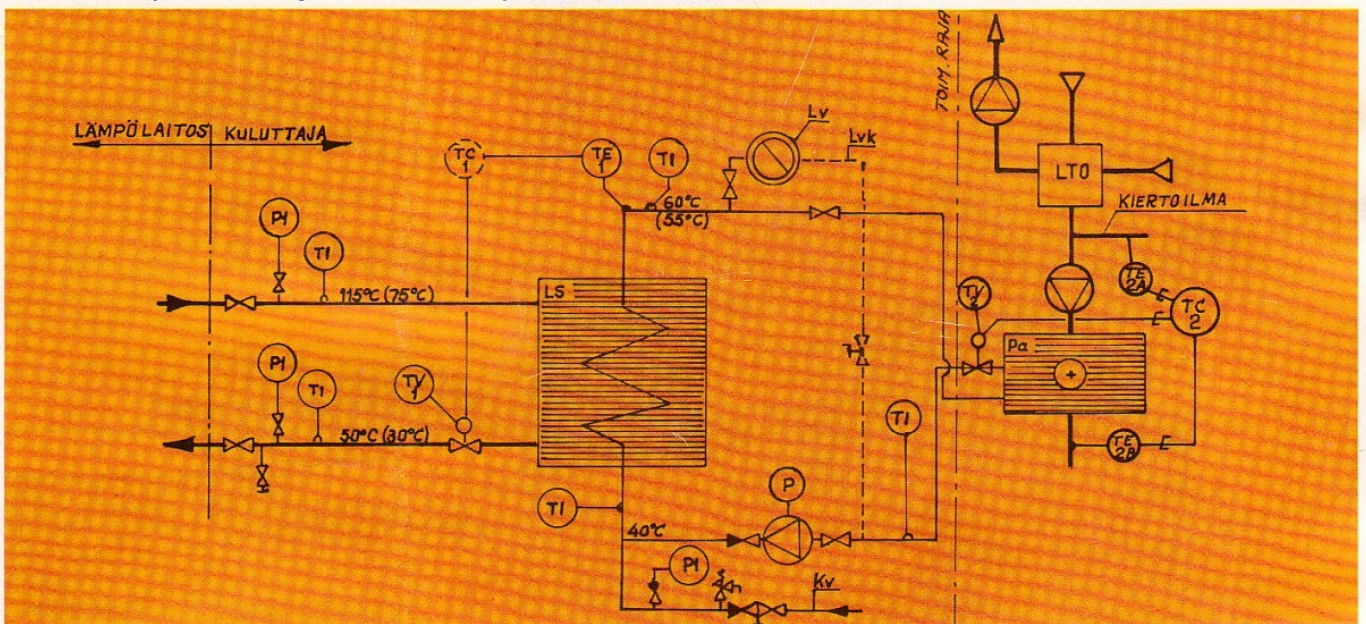 TOIM. RAJA
LÄMPÖLAITOS
KULUTTAJA
TC
1
TE
1
TI
Lv
Lvk
LTO
60°C
(55°C)
KIERTOILMA
PI
TI
TE
2A
E
TV
2
TC
2
E
115°C (75°C)
LS
Pa
+
PI
TI
TV
1
TI
TE
2B
E
50°C (30°C)
TI
P
40°C
PI
Kv